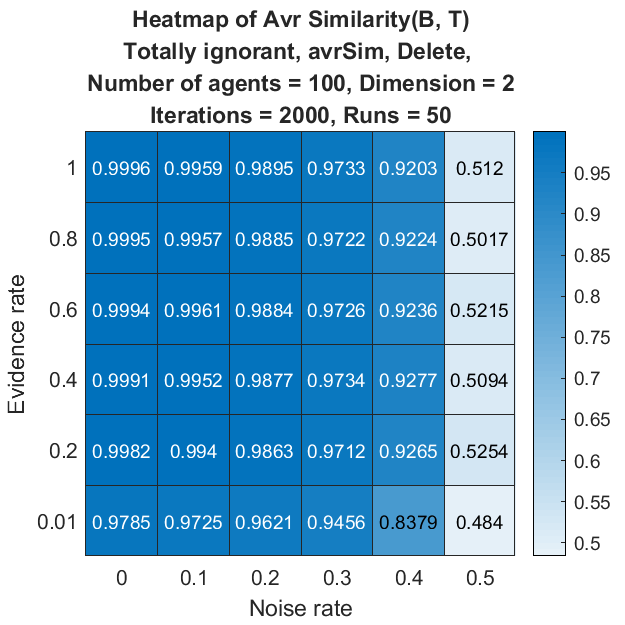 Heatmap of Avr Similarity(B, T)
Totally ignorant, avrSim, Delete,
Number of agents = 100, Dimension = 2
Iterations = 2000, Runs = 50
1 0.9996 0.9959 0.9895 0.9733 0.9203 0.512
0.8 0.9995 0.9957 0.9885 0.9722 0.9224 0.5017
0.6 0.9994 0.9961 0.9884 0.9726 0.9236 0.5215
0.4 0.9991 0.9952 0.9877 0.9734 0.9277 0.5094
0.2 0.9982 0.994 0.9863 0.9712 0.9265 0.5254
0.01 0.9785 0.9725 0.9621 0.9456 0.8379 0.484
0 0.1 0.2 0.3 0.4 0.5
Noise rate
Evidence rate
0.95
0.9
0.85
0.8
0.75
0.7
0.65
0.6
0.55
0.5